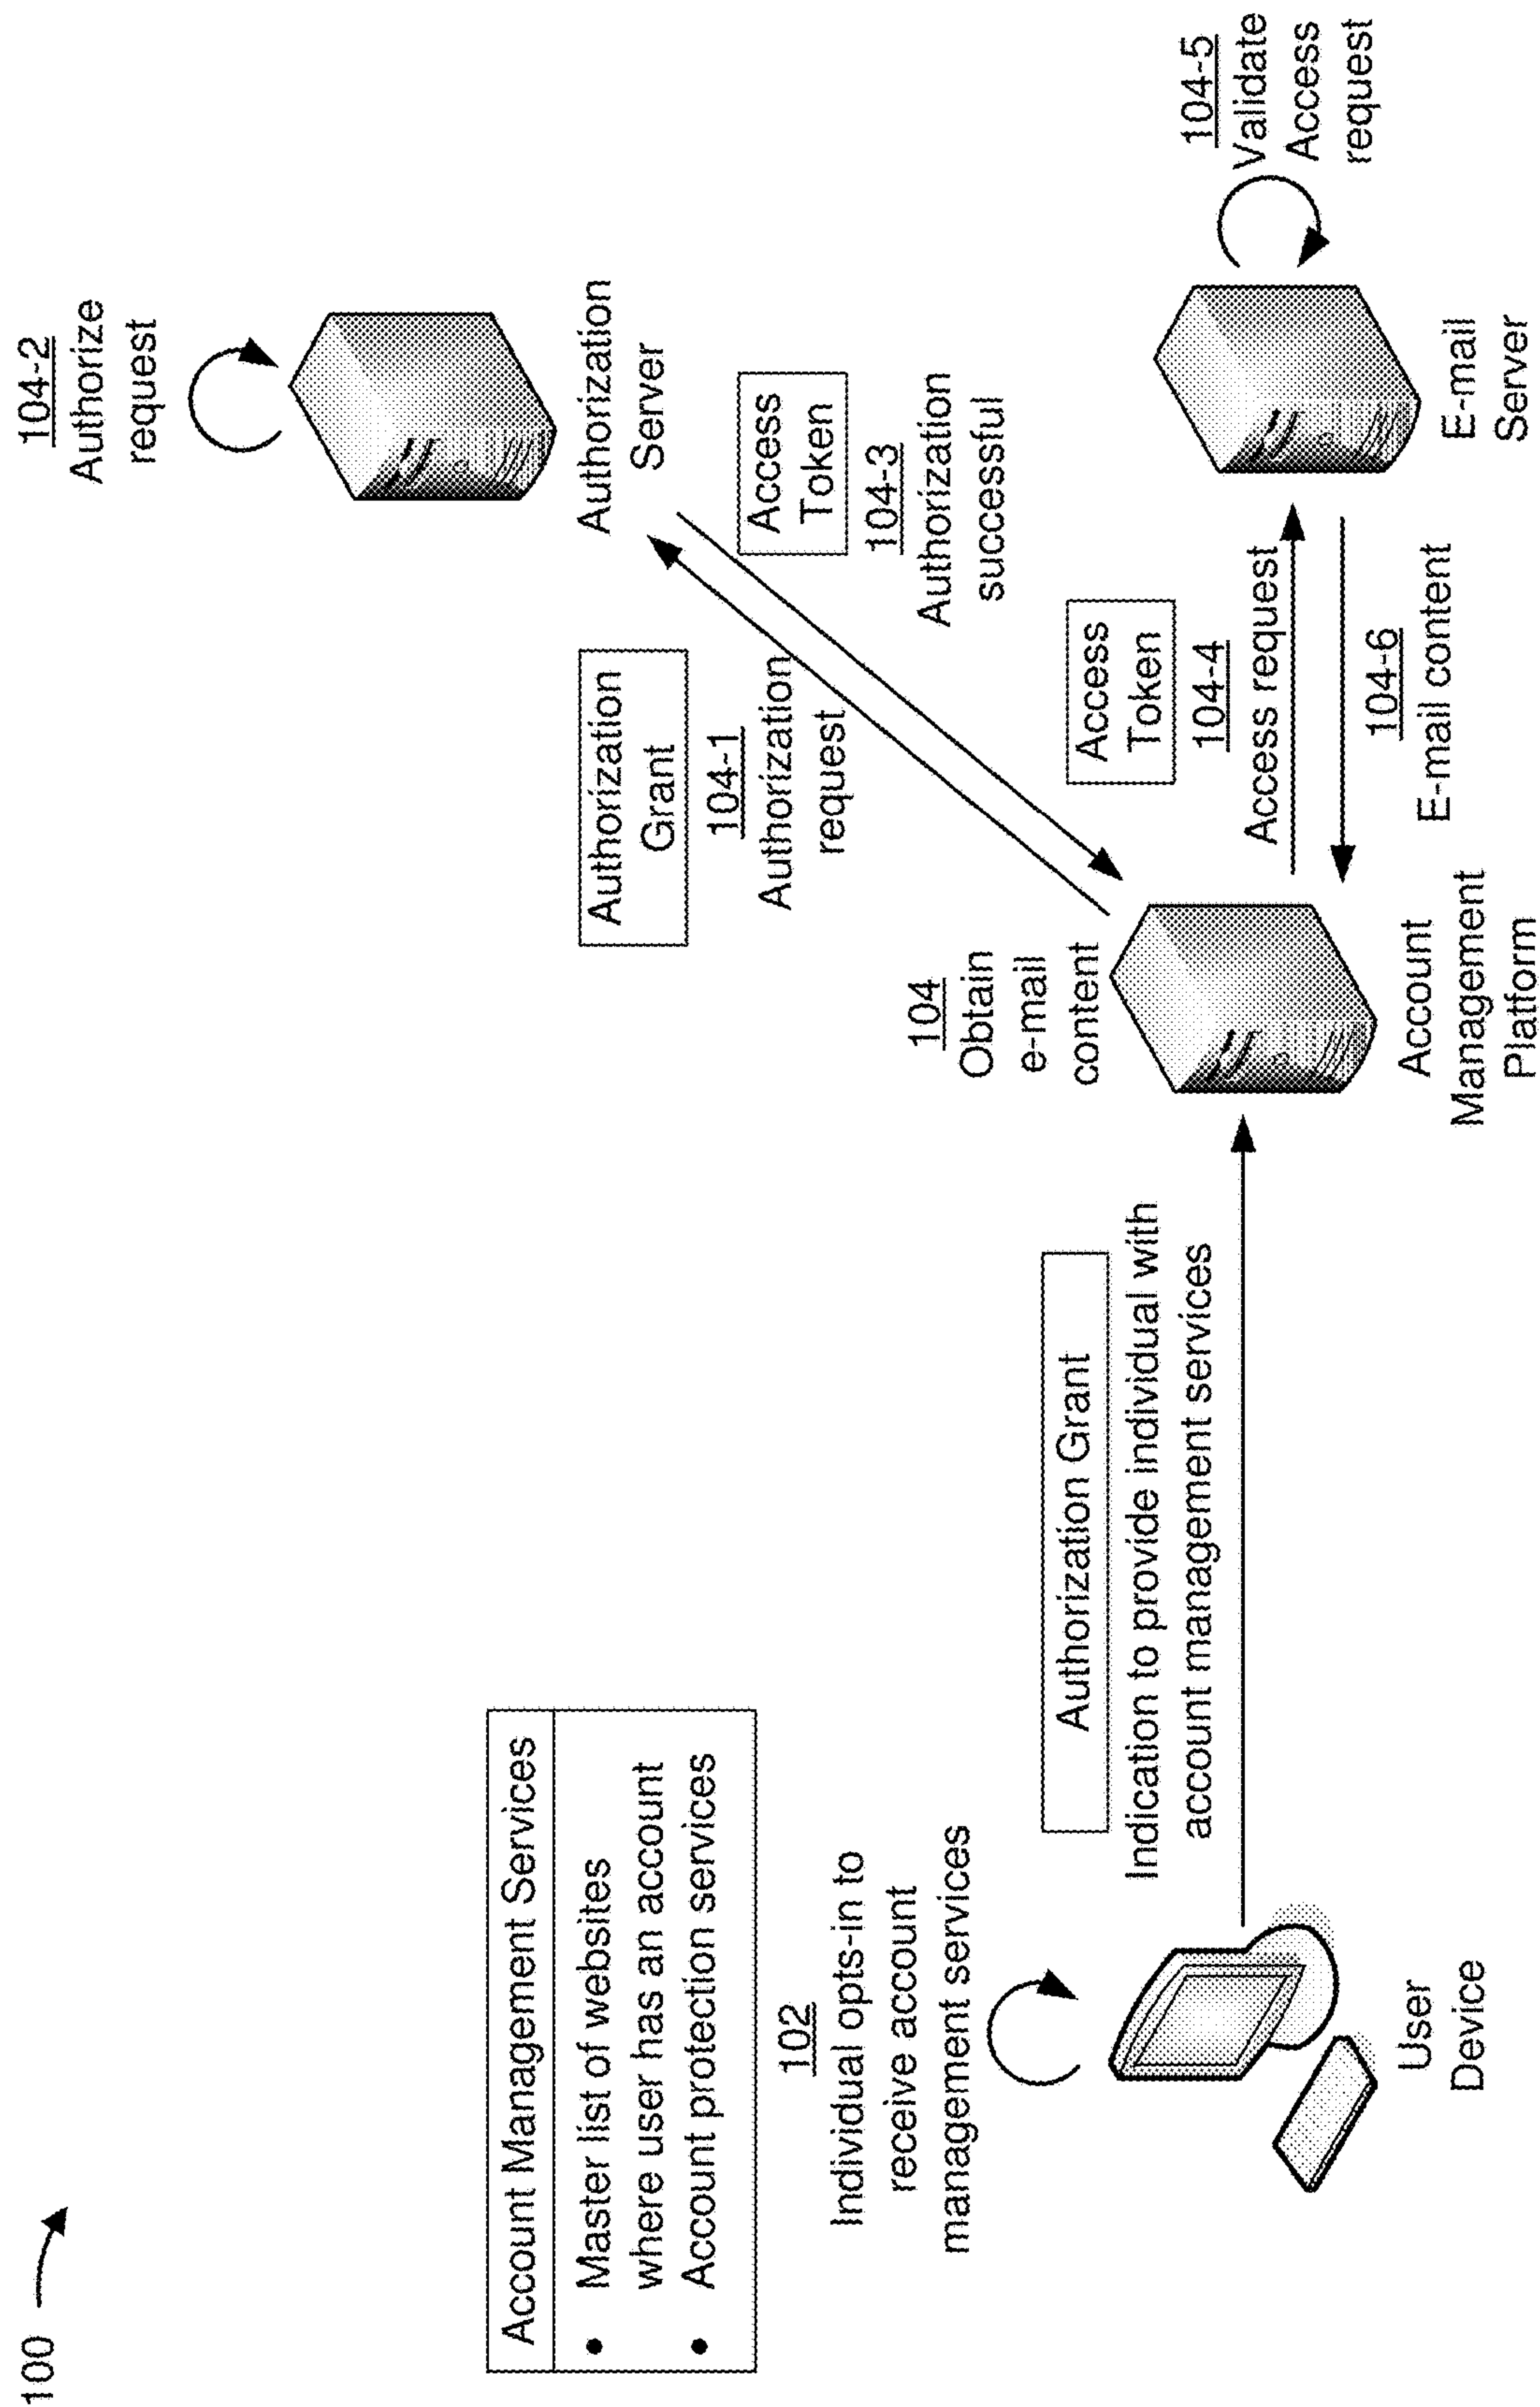 100
Account Management Services
• Master list of websites
where user has an account
• Account protection services
102
Individual opts-in to
receive account
management services
User
Device
Authorization Grant
Indication to provide individual with
account management services
104
Obtain
e-mail
content
Account
Management
Platform
Authorization
Grant
104-1
Authorization
request
104-2
Authorize
request
Authorization
Server
Access
Token
104-3
Authorization
successful
Access
Token
104-4
Access request
104-6
E-mail content
104-5
Validate
Access
request
E-mail
Server